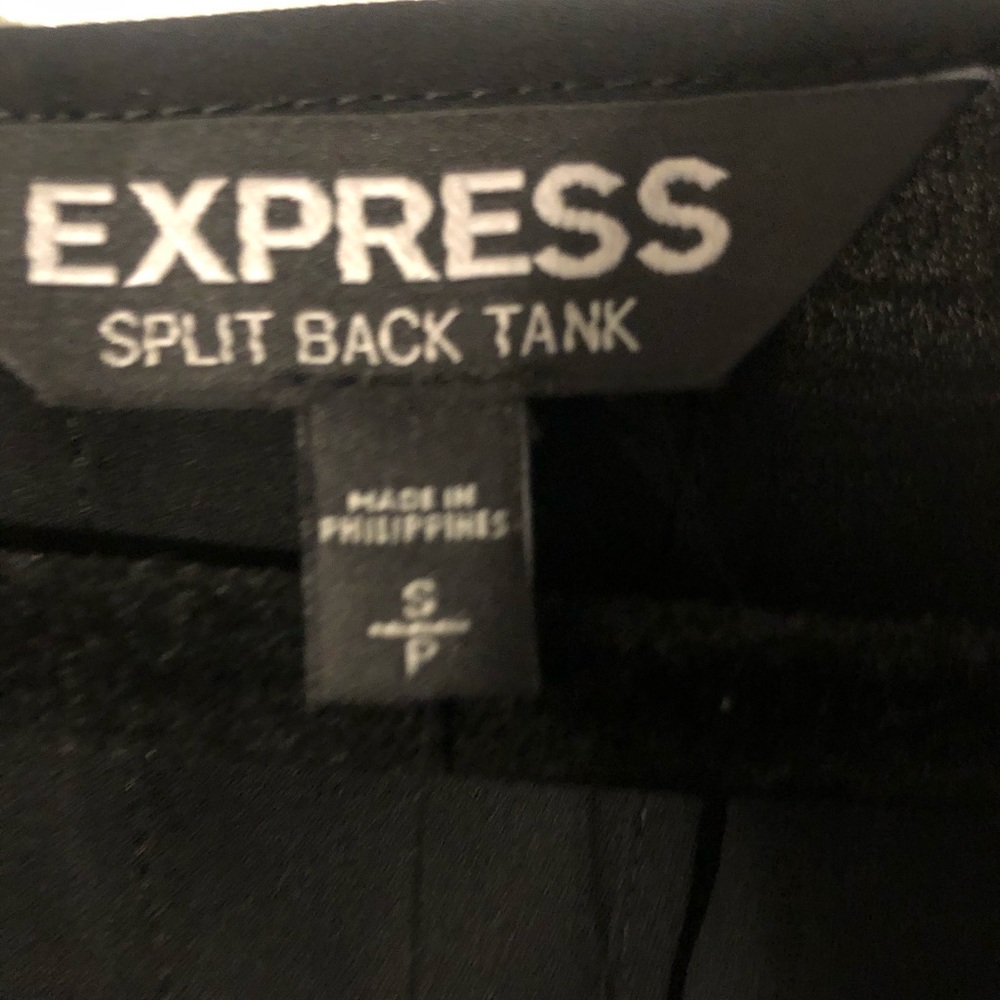 EXPRESS
SPLIT BACK TANK
MADE IN
PHILIPPINES
S
P